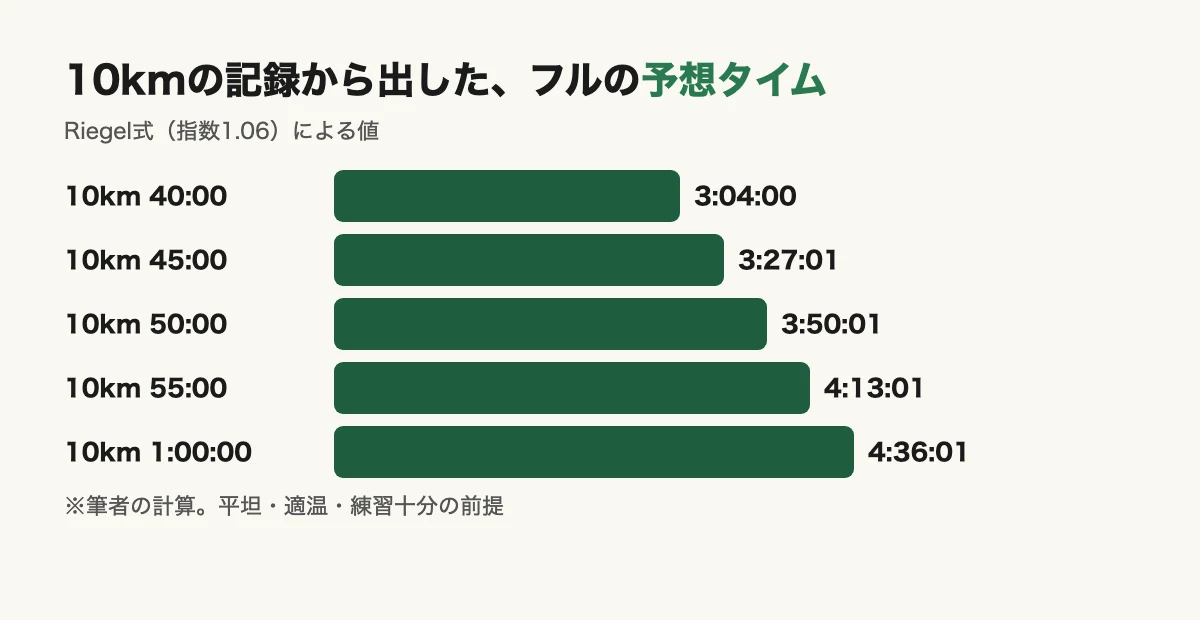 10kmの記録から出した、フルの予想タイム
Riegel式（指数1.06）による値
10km 40:00 3:04:00
10km 45:00 3:27:01
10km 50:00 3:50:01
10km 55:00 4:13:01
10km 1:00:00 4:36:01
※筆者の計算。平坦・適温・練習十分の前提